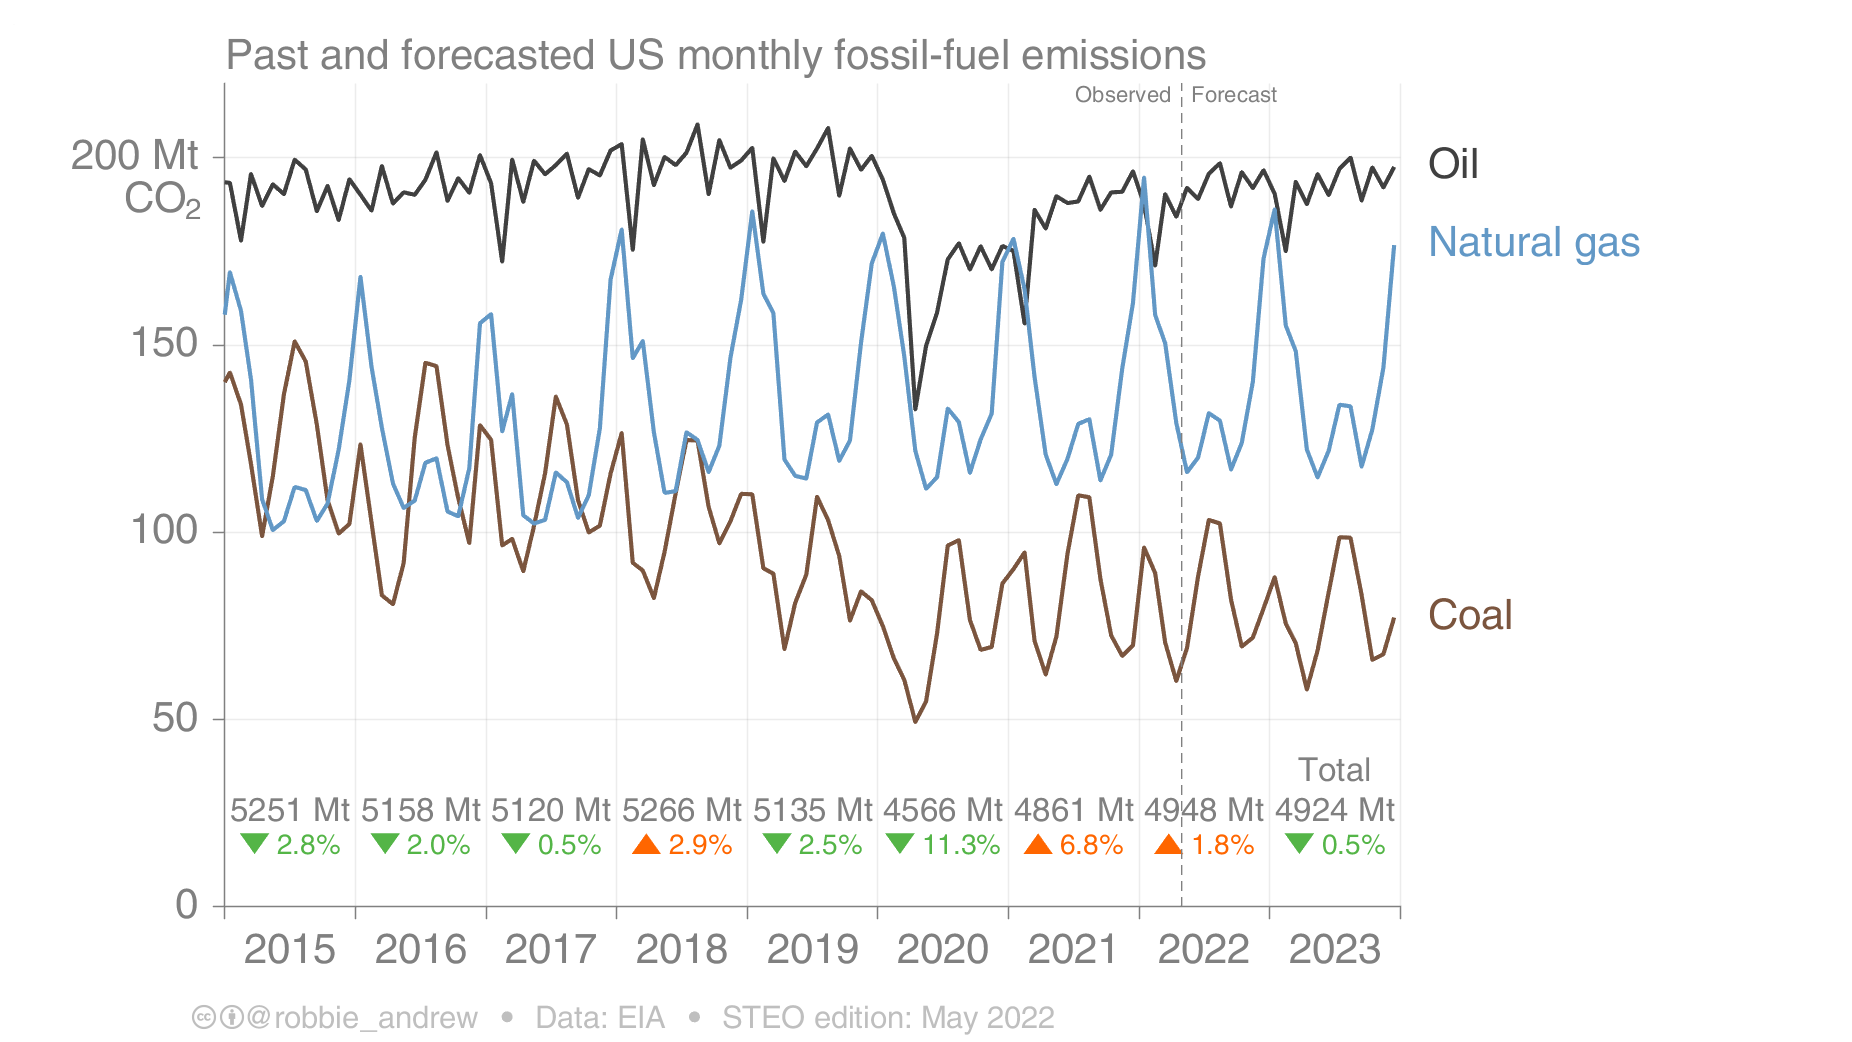 Past and forecasted US monthly fossil-fuel emissions
Observed Forecast
200 Mt
CO₂
150
100
50
0
Oil
Natural gas
Coal
Total
5251 Mt 5158 Mt 5120 Mt 5266 Mt 5135 Mt 4566 Mt 4861 Mt 4948 Mt 4924 Mt
▼ 2.8% ▼ 2.0% ▼ 0.5% ▲ 2.9% ▼ 2.5% ▼ 11.3% ▲ 6.8% ▲ 1.8% ▼ 0.5%
2015 2016 2017 2018 2019 2020 2021 2022 2023
@robbie_andrew • Data: EIA • STEO edition: May 2022